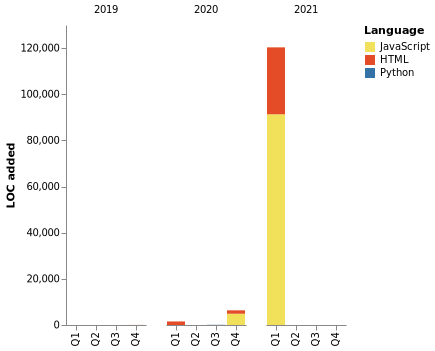 2019 2020 2021
Language
JavaScript
HTML
Python
LOC added
120,000
100,000
80,000
60,000
40,000
20,000
0
Q1 Q2 Q3 Q4 Q1 Q2 Q3 Q4 Q1 Q2 Q3 Q4